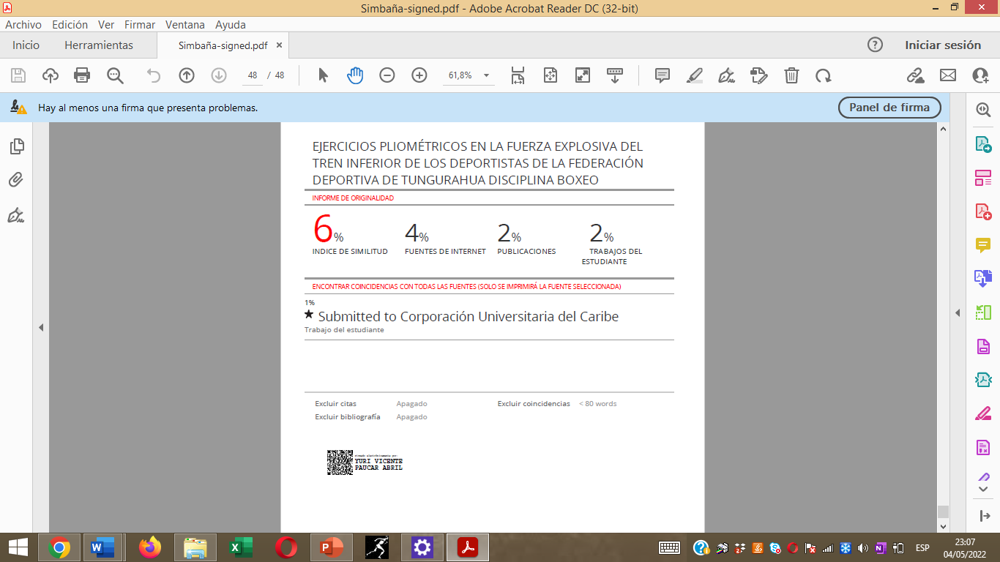 Simbaña-signed.pdf - Adobe Acrobat Reader DC (32-bit)
Archivo Edición Ver Firmar Ventana Ayuda
Inicio Herramientas Simbaña-signed.pdf × Iniciar sesión
48 / 48 61,8%
Hay al menos una firma que presenta problemas. Panel de firma
EJERCICIOS PLIOMÉTRICOS EN LA FUERZA EXPLOSIVA DEL
TREN INFERIOR DE LOS DEPORTISTAS DE LA FEDERACIÓN
DEPORTIVA DE TUNGURAHUA DISCIPLINA BOXEO
INFORME DE ORIGINALIDAD
6% 4% 2% 2%
INDICE DE SIMILITUD FUENTES DE INTERNET PUBLICACIONES TRABAJOS DEL
ESTUDIANTE
ENCONTRAR COINCIDENCIAS CON TODAS LAS FUENTES (SOLO SE IMPRIMIRÁ LA FUENTE SELECCIONADA)
1%
★ Submitted to Corporación Universitaria del Caribe
Trabajo del estudiante
Excluir citas Apagado Excluir coincidencias < 80 words
Excluir bibliografía Apagado
YURI VICENTE
PAUCAR ABRIL
ESP
23:07
04/05/2022